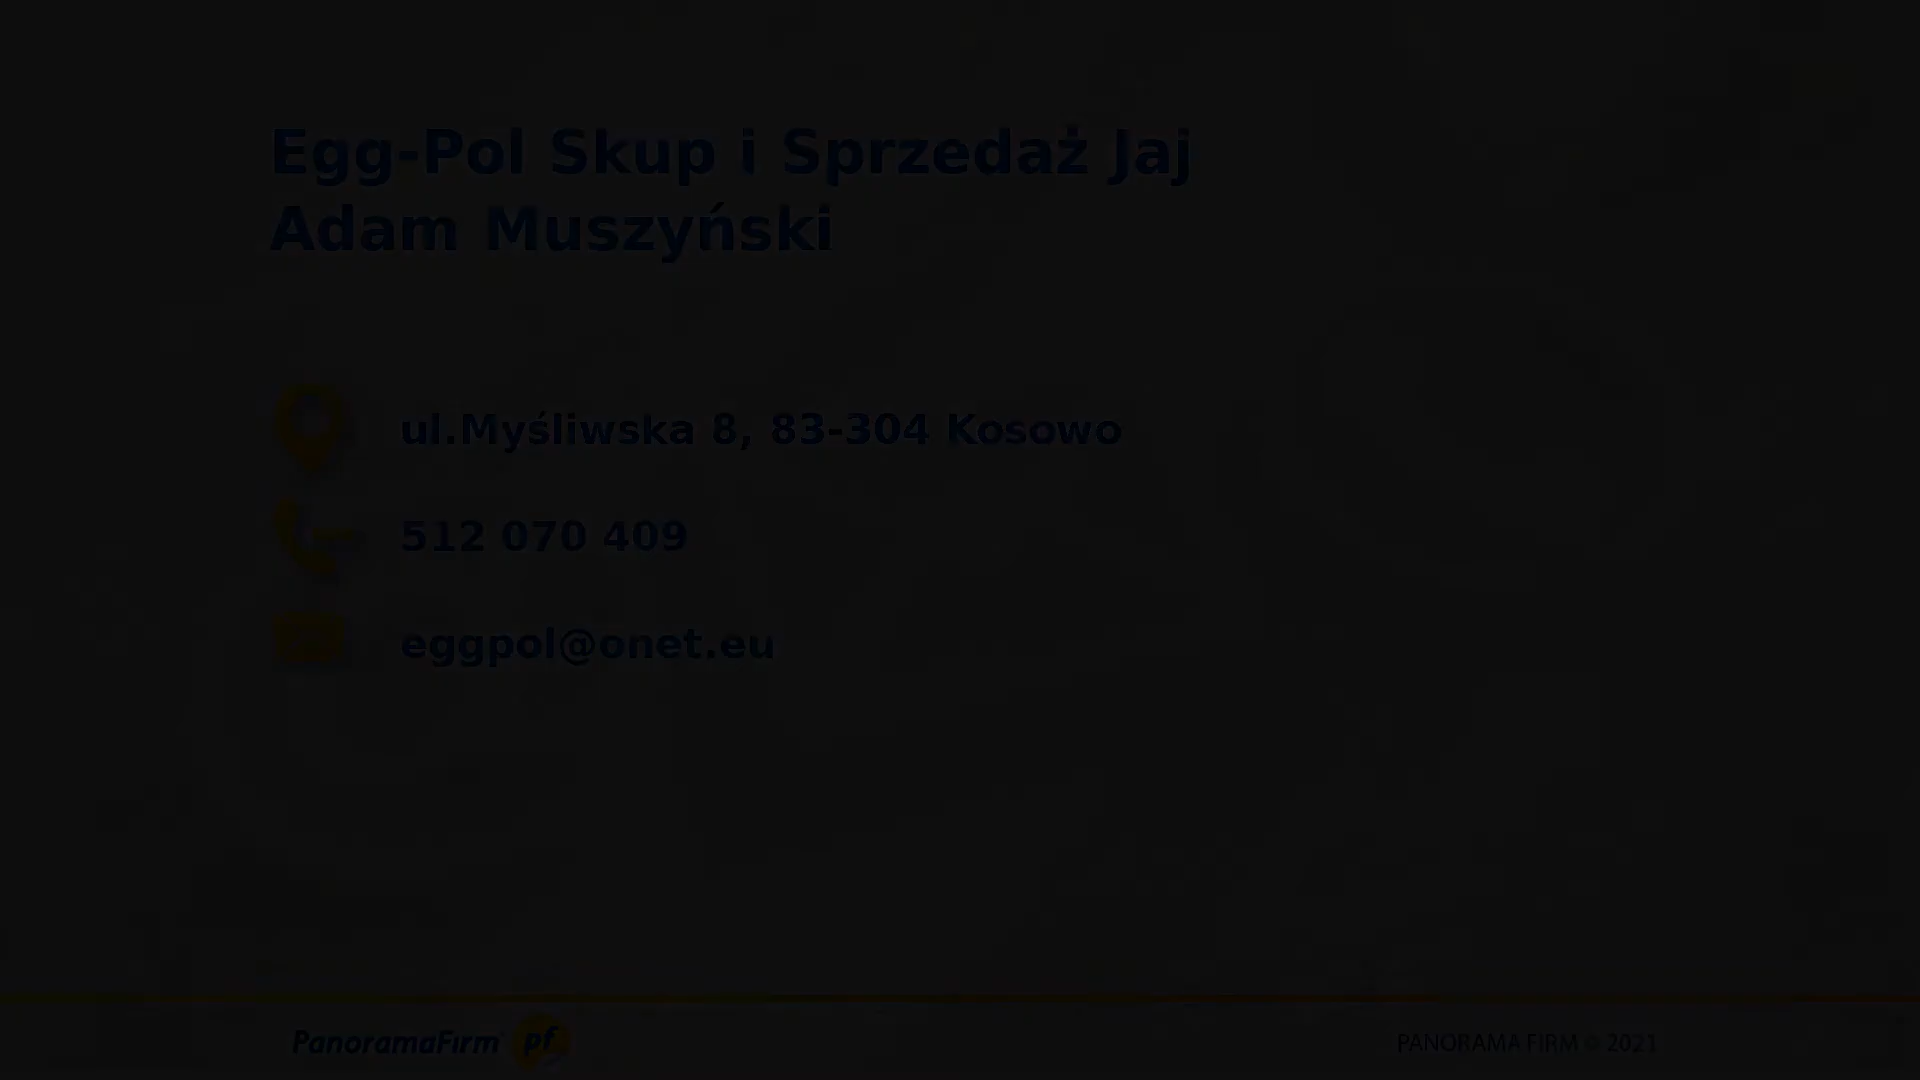 Egg-Pol Skup i Sprzedaż Jaj
Adam Muszyński
ul.Myśliwska 8, 83-304 Kosowo
512 070 409
eggpol@onet.eu
PanoramaFirm pf
PANORAMA FIRM © 2021